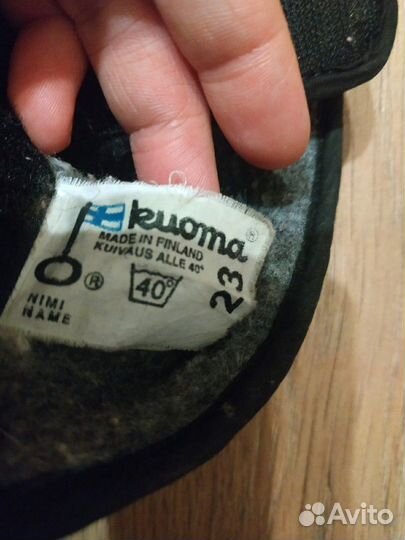 kuoma®
MADE IN FINLAND
KUIVAUS ALLE 40°
®
40°
23
NIMI
NAME
Avito